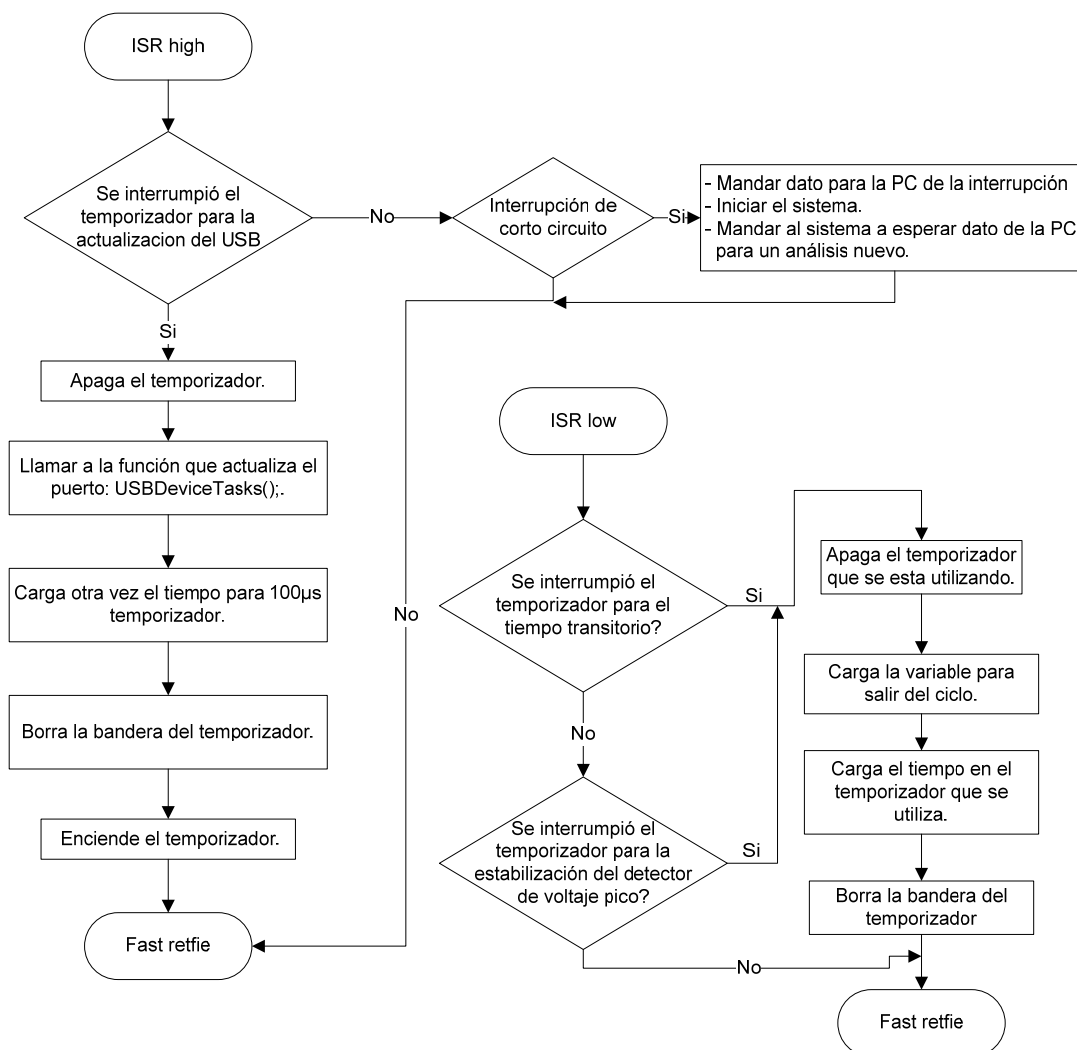 ISR high
Se interrumpió el
temporizador para la
actualizacion del USB
No
Interrupción de
corto circuito
Si
- Mandar dato para la PC de la interrupción
- Iniciar el sistema.
- Mandar al sistema a esperar dato de la PC
para un análisis nuevo.
Si
Apaga el temporizador.
Llamar a la función que actualiza el
puerto: USBDeviceTasks();.
Carga otra vez el tiempo para 100µs
temporizador.
Borra la bandera del temporizador.
Enciende el temporizador.
Fast retfie
No
ISR low
Se interrumpió el
temporizador para el
tiempo transitorio?
Si
No
Se interrumpió el
temporizador para la
estabilización del detector
de voltaje pico?
Si
No
Apaga el temporizador
que se esta utilizando.
Carga la variable para
salir del ciclo.
Carga el tiempo en el
temporizador que se
utiliza.
Borra la bandera del
temporizador
Fast retfie